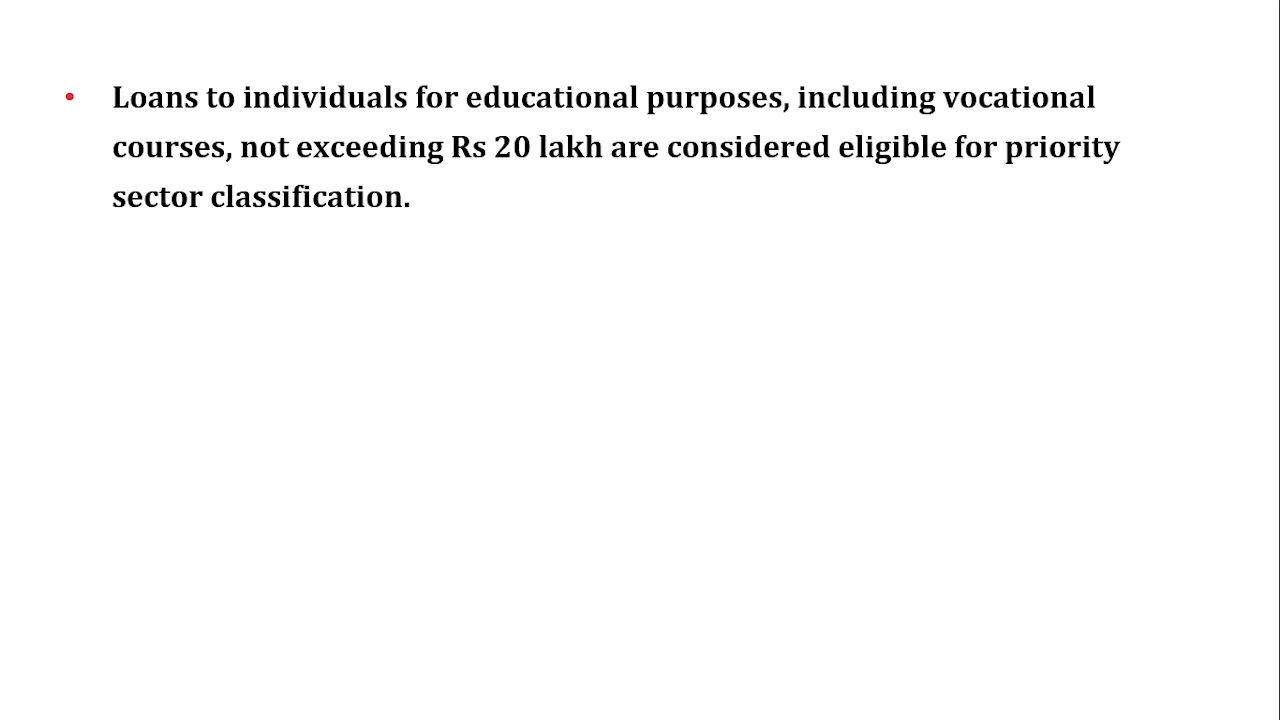 • Loans to individuals for educational purposes, including vocational
courses, not exceeding Rs 20 lakh are considered eligible for priority
sector classification.